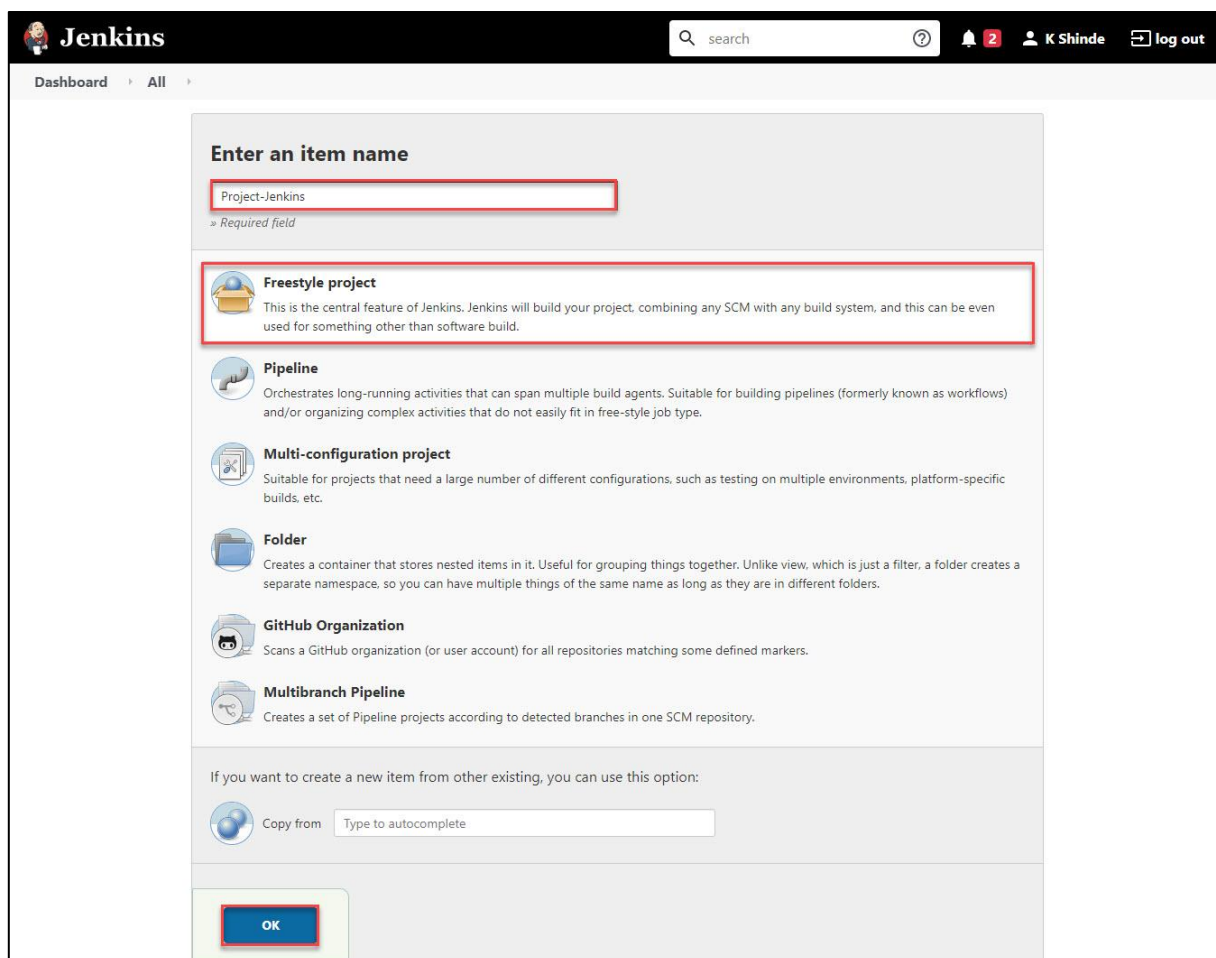 Jenkins
search
2
K Shinde
log out
Dashboard
All
Enter an item name
Project-Jenkins
» Required field
Freestyle project
This is the central feature of Jenkins. Jenkins will build your project, combining any SCM with any build system, and this can be even
used for something other than software build.
Pipeline
Orchestrates long-running activities that can span multiple build agents. Suitable for building pipelines (formerly known as workflows)
and/or organizing complex activities that do not easily fit in free-style job type.
Multi-configuration project
Suitable for projects that need a large number of different configurations, such as testing on multiple environments, platform-specific
builds, etc.
Folder
Creates a container that stores nested items in it. Useful for grouping things together. Unlike view, which is just a filter, a folder creates a
separate namespace, so you can have multiple things of the same name as long as they are in different folders.
GitHub Organization
Scans a GitHub organization (or user account) for all repositories matching some defined markers.
Multibranch Pipeline
Creates a set of Pipeline projects according to detected branches in one SCM repository.
If you want to create a new item from other existing, you can use this option:
Copy from
Type to autocomplete
OK